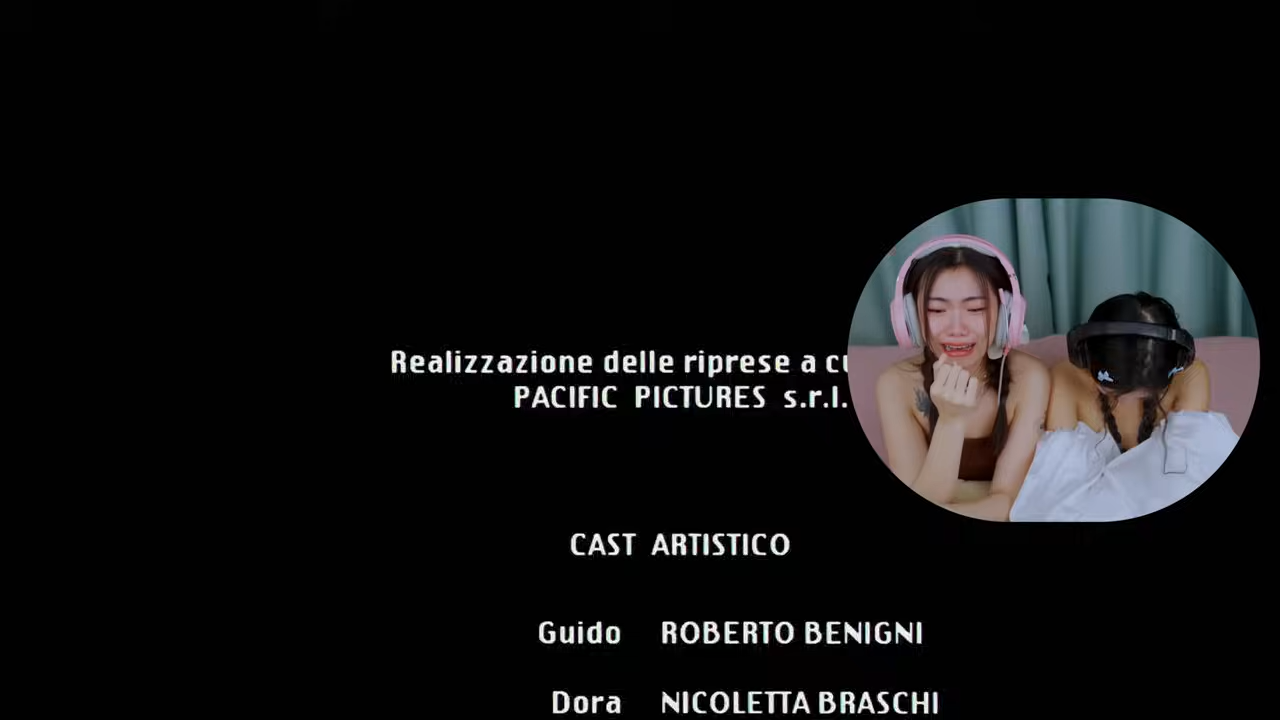 Realizzazione delle riprese a
PACIFIC PICTURES s.r.l.
CAST ARTISTICO
Guido ROBERTO BENIGNI
Dora NICOLETTA BRASCHI